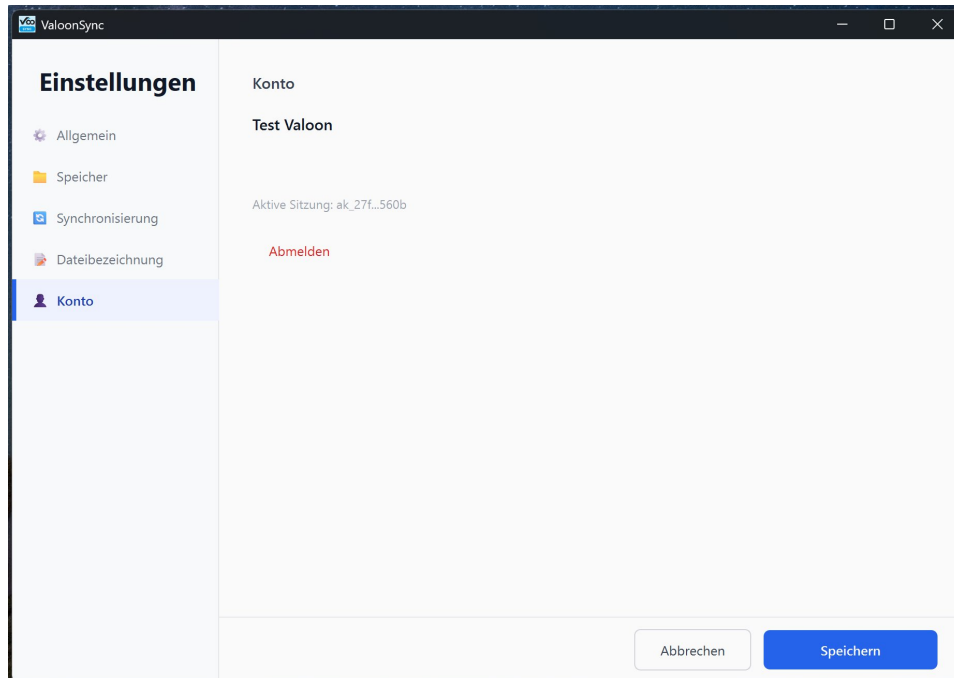 ValoonSync
Einstellungen
Allgemein
Speicher
Synchronisierung
Dateibezeichnung
Konto
Konto
Test Valoon
Aktive Sitzung: ak_27f...560b
Abmelden
Abbrechen
Speichern